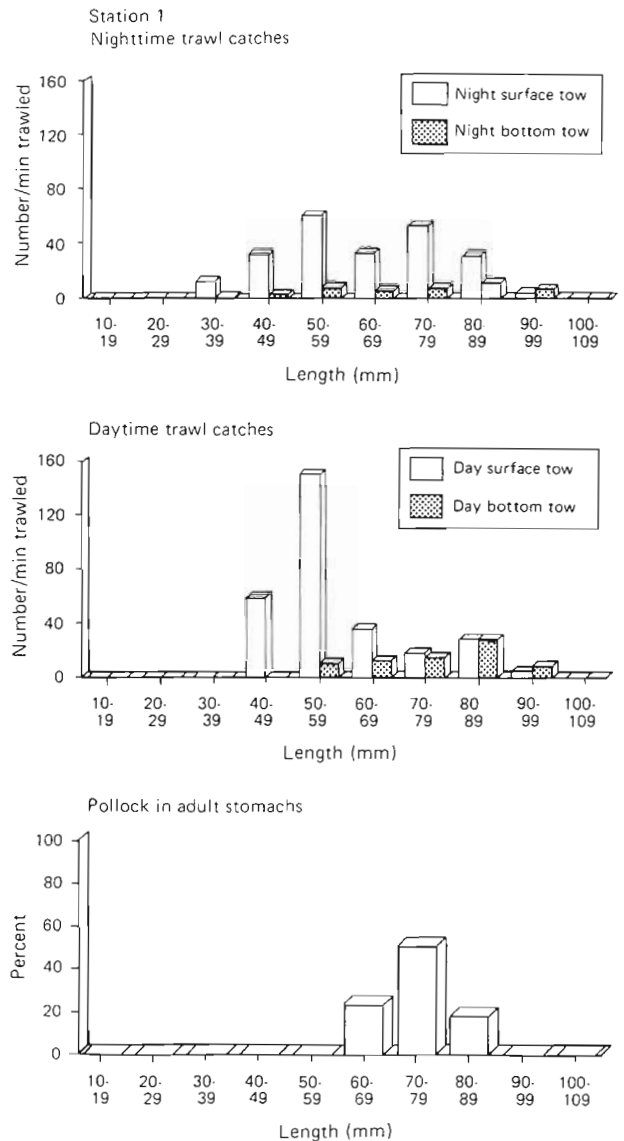 Station 1
Nighttime trawl catches
Number/min trawled
160
120
80
40
0
Night surface tow
Night bottom tow
10- 20- 30- 40- 50- 60- 70- 80- 90- 100-
19 29 39 49 59 69 79 89 99 109
Length (mm)
Daytime trawl catches
Number/min trawled
160
120
80
40
0
Day surface tow
Day bottom tow
10- 20- 30- 40- 50- 60- 70- 80 90- 100-
19 29 39 49 59 69 79 89 99 109
Length (mm)
Pollock in adult stomachs
Percent
100
80
60
40
20
0
10- 20- 30- 40- 50- 60- 70- 80- 90- 100-
19 29 39 49 59 69 79 89 99 109
Length (mm)